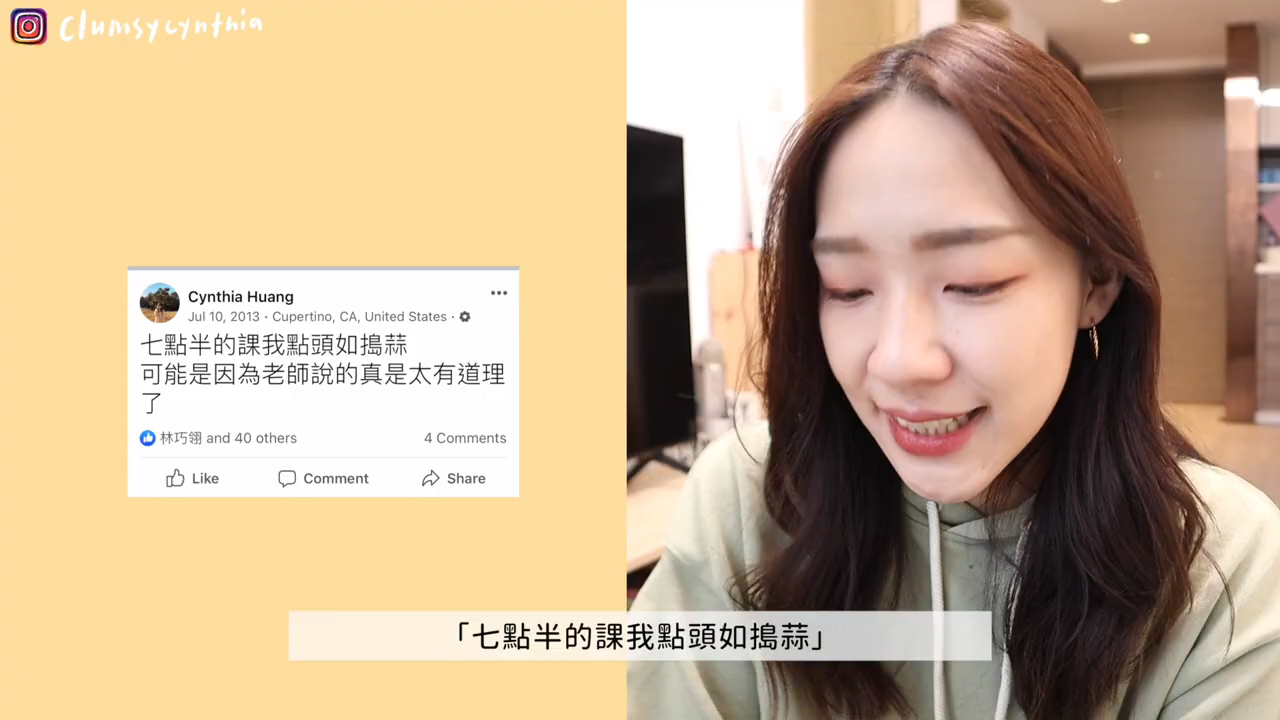 Clumsycynthia
Cynthia Huang
Jul 10, 2013 · Cupertino, CA, United States ·
七點半的課我點頭如搗蒜
可能是因為老師說的真是太有道理
了
林巧翎 and 40 others
4 Comments
Like
Comment
Share
「七點半的課我點頭如搗蒜」